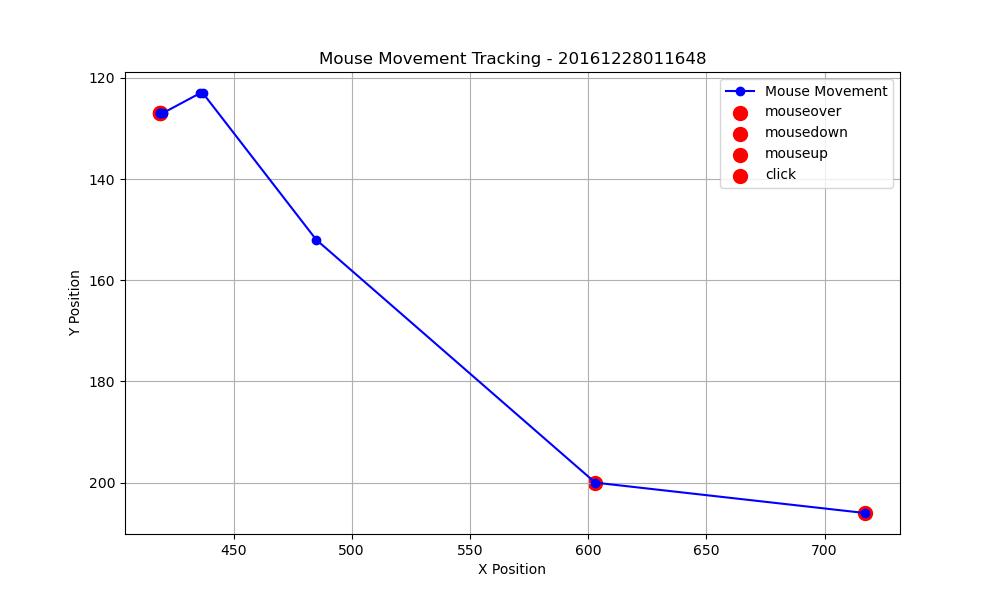 Mouse Movement Tracking - 20161228011648
Mouse Movement
mouseover
mousedown
mouseup
click
120
140
160
180
200
Y Position
450
500
550
600
650
700
X Position